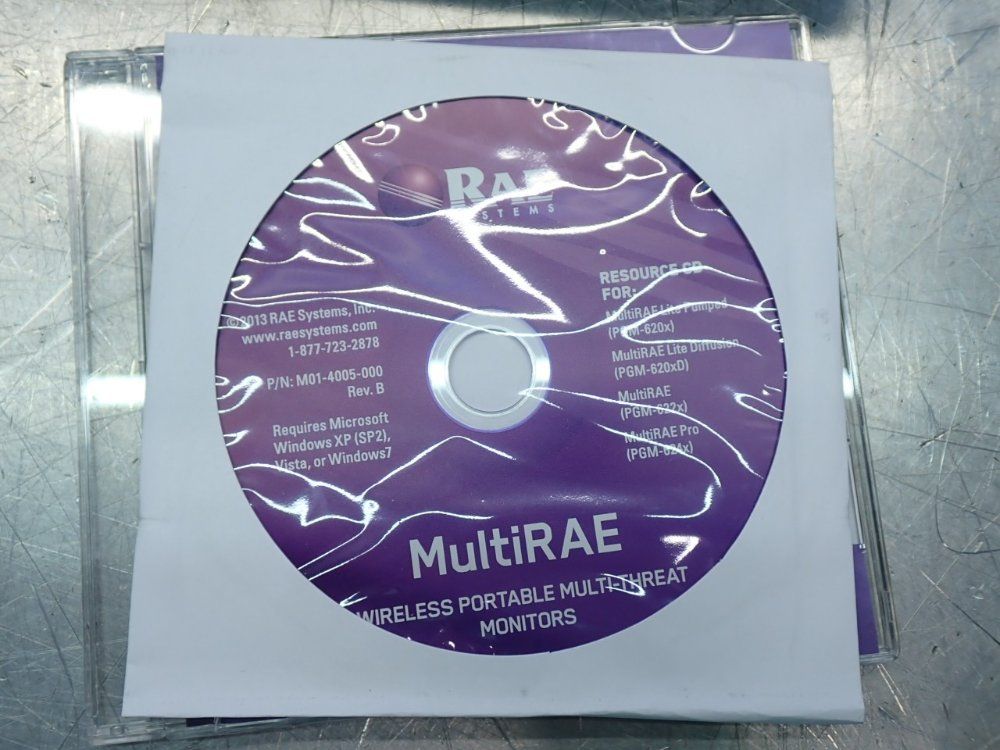 RAE
SYSTEMS
RESOURCE CD
FOR:
MultiRAE Lite Pumped
(PGM-620x)
MultiRAE Lite Diffusion
(PGM-620xD)
MultiRAE
(PGM-622x)
MultiRAE Pro
(PGM-624x)
©2013 RAE Systems, Inc.
www.raesystems.com
1-877-723-2878
P/N: M01-4005-000
Rev. B
Requires Microsoft
Windows XP (SP2),
Vista, or Windows7
MultiRAE
WIRELESS PORTABLE MULTI-THREAT
MONITORS